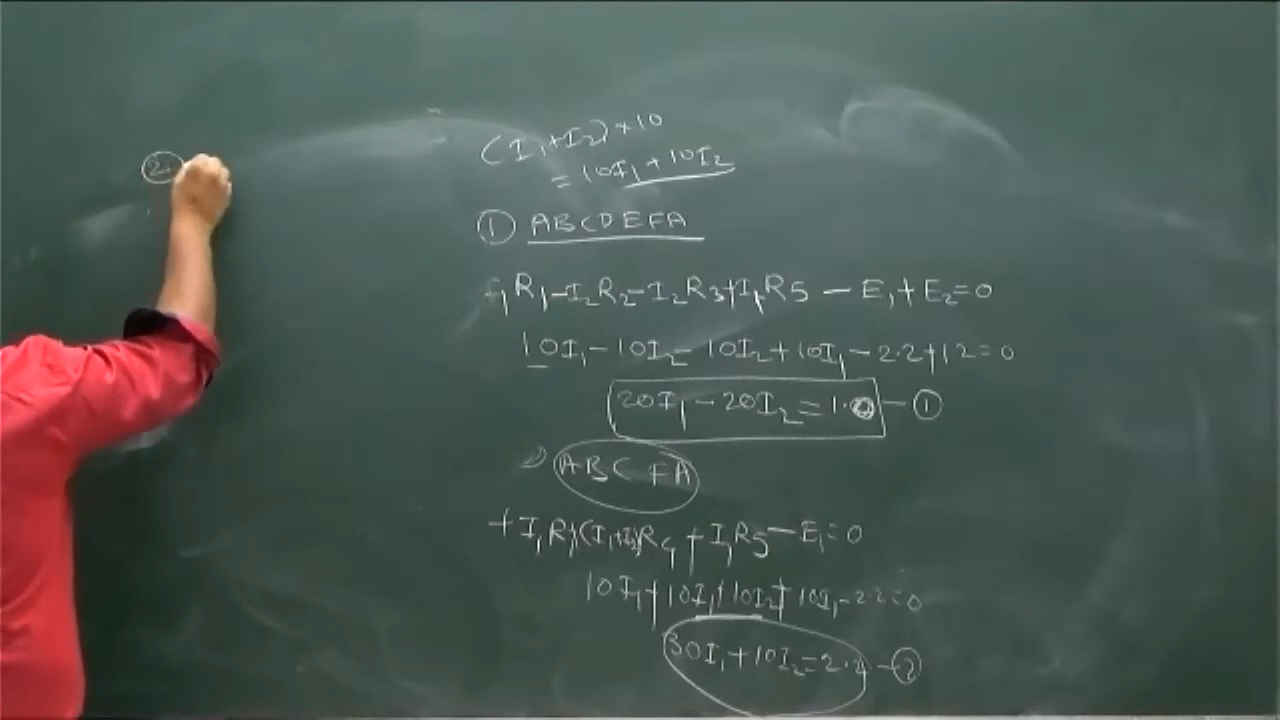 ②
(I₁+I₂)×10
= 10I₁ + 10I₂
① ABCDEFA
I₁R₁-I₂R₂-I₂R₃+I₁R5 - E₁+E₂=0
10I₁- 10I₂ - 10I₂+10I₁- 2.2+12=0
20I₁ - 20I₂ = 1.0 - ①
ABCFA
+I₁R₁+(I₁+I₂)R₄ + I₁R5 - E₁=0
10I₁+10I₁+10I₂+10I₁-2.2=0
30I₁+10I₂=2.2 - ②